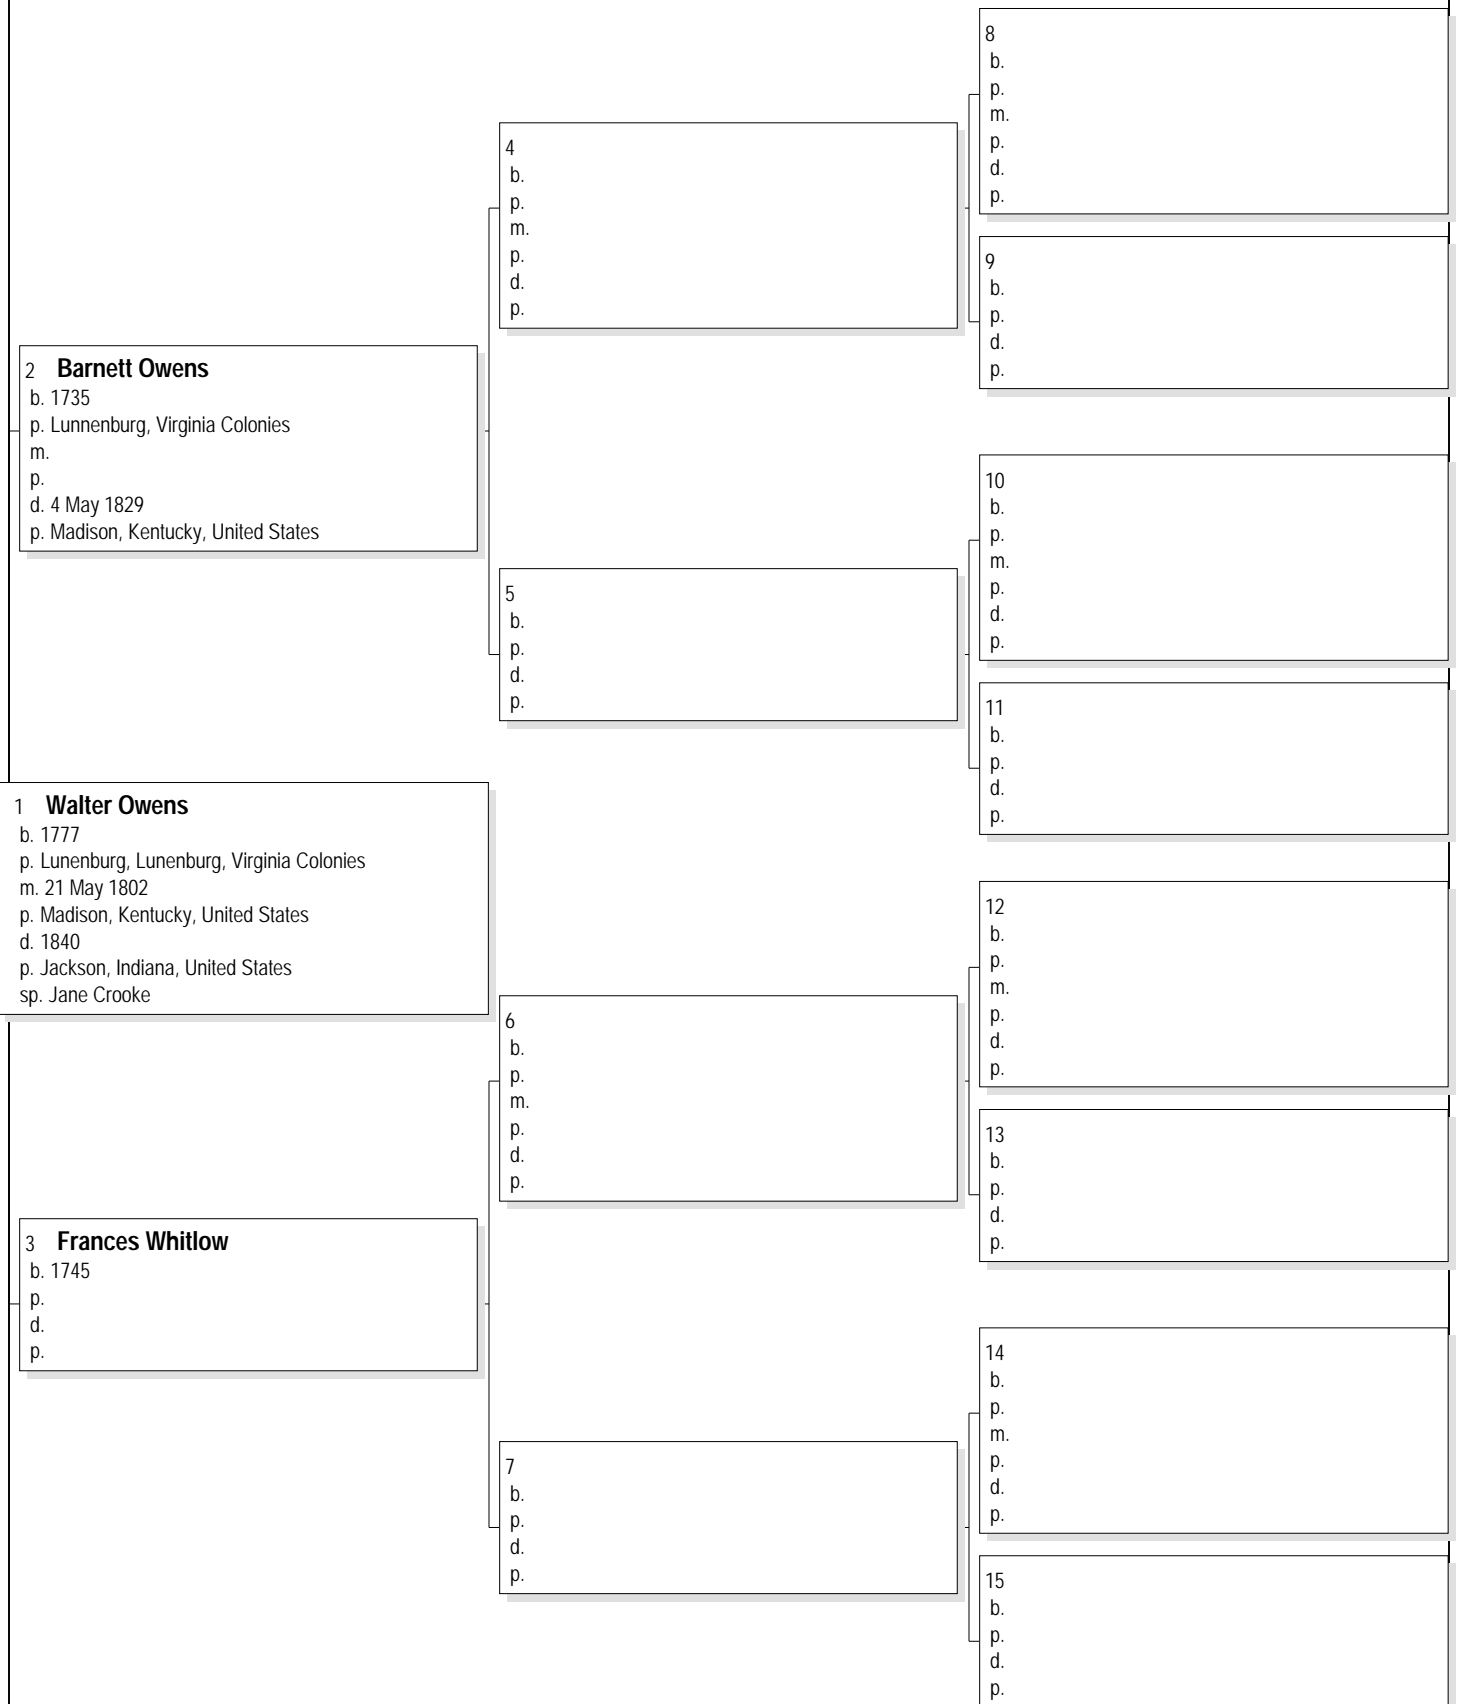 8
b.
p.
m.
p.
d.
p.
4
b.
p.
m.
p.
d.
p.
9
b.
p.
d.
p.
2 Barnett Owens
b. 1735
p. Lunnenburg, Virginia Colonies
m.
p.
d. 4 May 1829
p. Madison, Kentucky, United States
10
b.
p.
m.
p.
d.
p.
5
b.
p.
d.
p.
11
b.
p.
d.
p.
1 Walter Owens
b. 1777
p. Lunenburg, Lunenburg, Virginia Colonies
m. 21 May 1802
p. Madison, Kentucky, United States
d. 1840
p. Jackson, Indiana, United States
sp. Jane Crooke
12
b.
p.
m.
p.
d.
p.
6
b.
p.
m.
p.
d.
p.
13
b.
p.
d.
p.
3 Frances Whitlow
b. 1745
p.
d.
p.
14
b.
p.
m.
p.
d.
p.
7
b.
p.
d.
p.
15
b.
p.
d.
p.